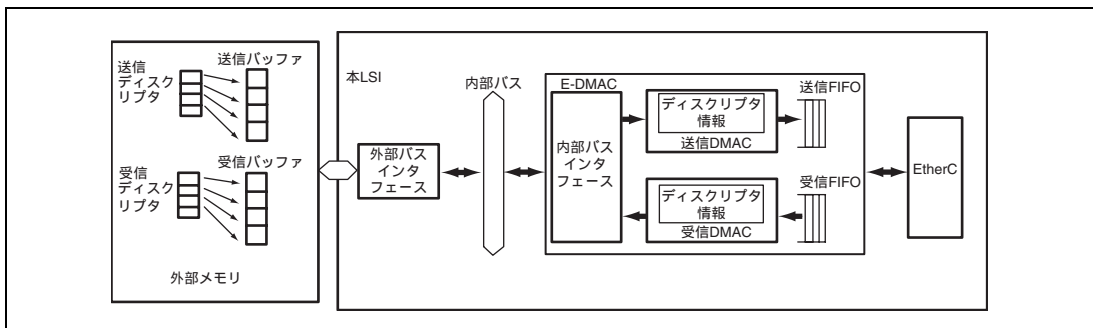 送信
ディスク
リプタ
送信バッファ
受信
ディスク
リプタ
受信バッファ
外部メモリ
本LSI
外部バス
インタ
フェース
内部バス
E-DMAC
内部バス
インタ
フェース
ディスクリプタ
情報
送信DMAC
送信FIFO
ディスクリプタ
情報
受信DMAC
受信FIFO
EtherC